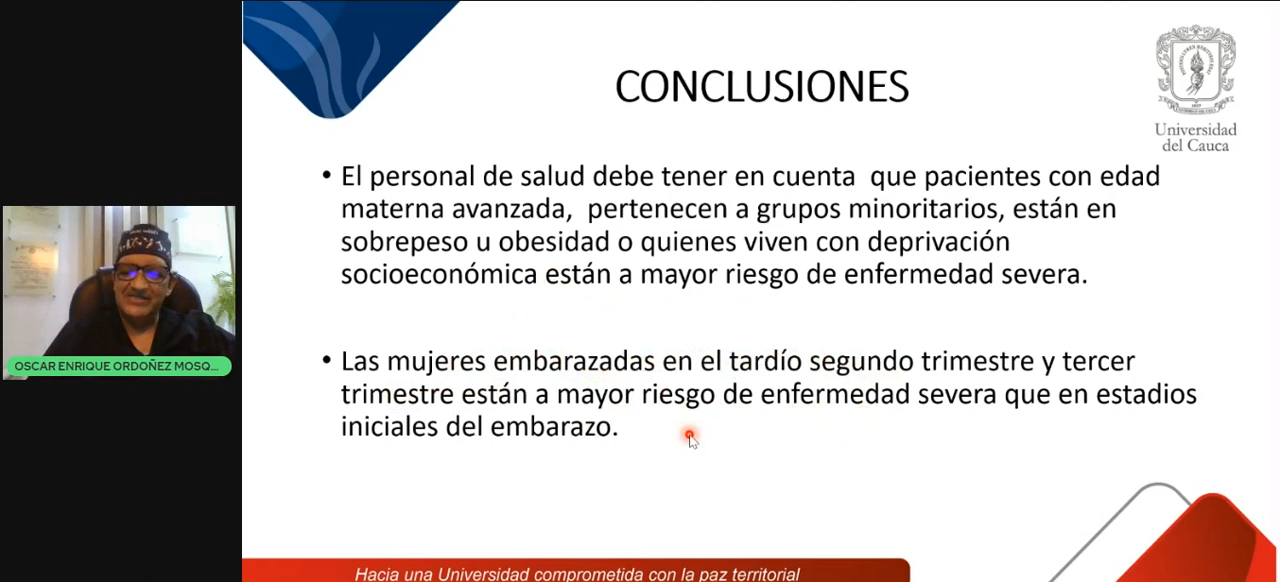 CONCLUSIONES
Universidad
del Cauca
• El personal de salud debe tener en cuenta  que pacientes con edad
materna avanzada,  pertenecen a grupos minoritarios, están en
sobrepeso u obesidad o quienes viven con deprivación
socioeconómica están a mayor riesgo de enfermedad severa.
• Las mujeres embarazadas en el tardío segundo trimestre y tercer
trimestre están a mayor riesgo de enfermedad severa que en estadios
iniciales del embarazo.
OSCAR ENRIQUE ORDOÑEZ MOSQ...
Hacia una Universidad comprometida con la paz territorial